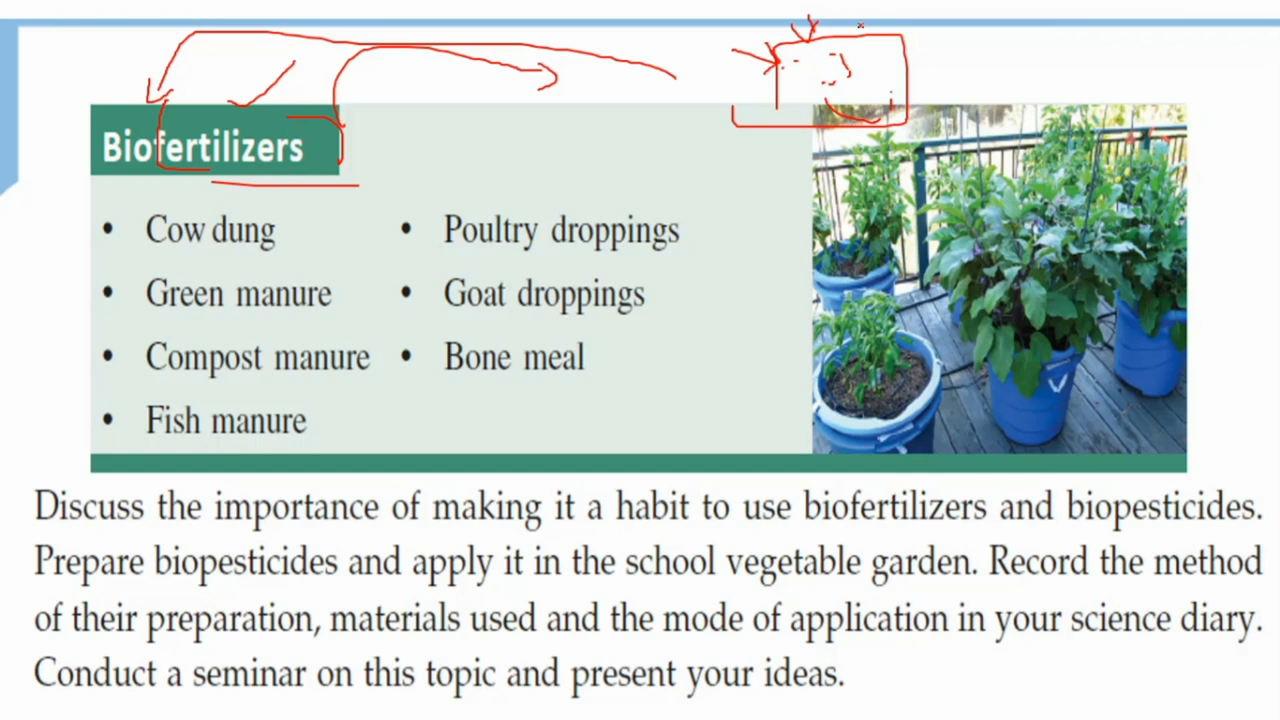 Biofertilizers
• Cow dung
• Green manure
• Compost manure
• Fish manure
• Poultry droppings
• Goat droppings
• Bone meal
Discuss the importance of making it a habit to use biofertilizers and biopesticides.
Prepare biopesticides and apply it in the school vegetable garden. Record the method
of their preparation, materials used and the mode of application in your science diary.
Conduct a seminar on this topic and present your ideas.